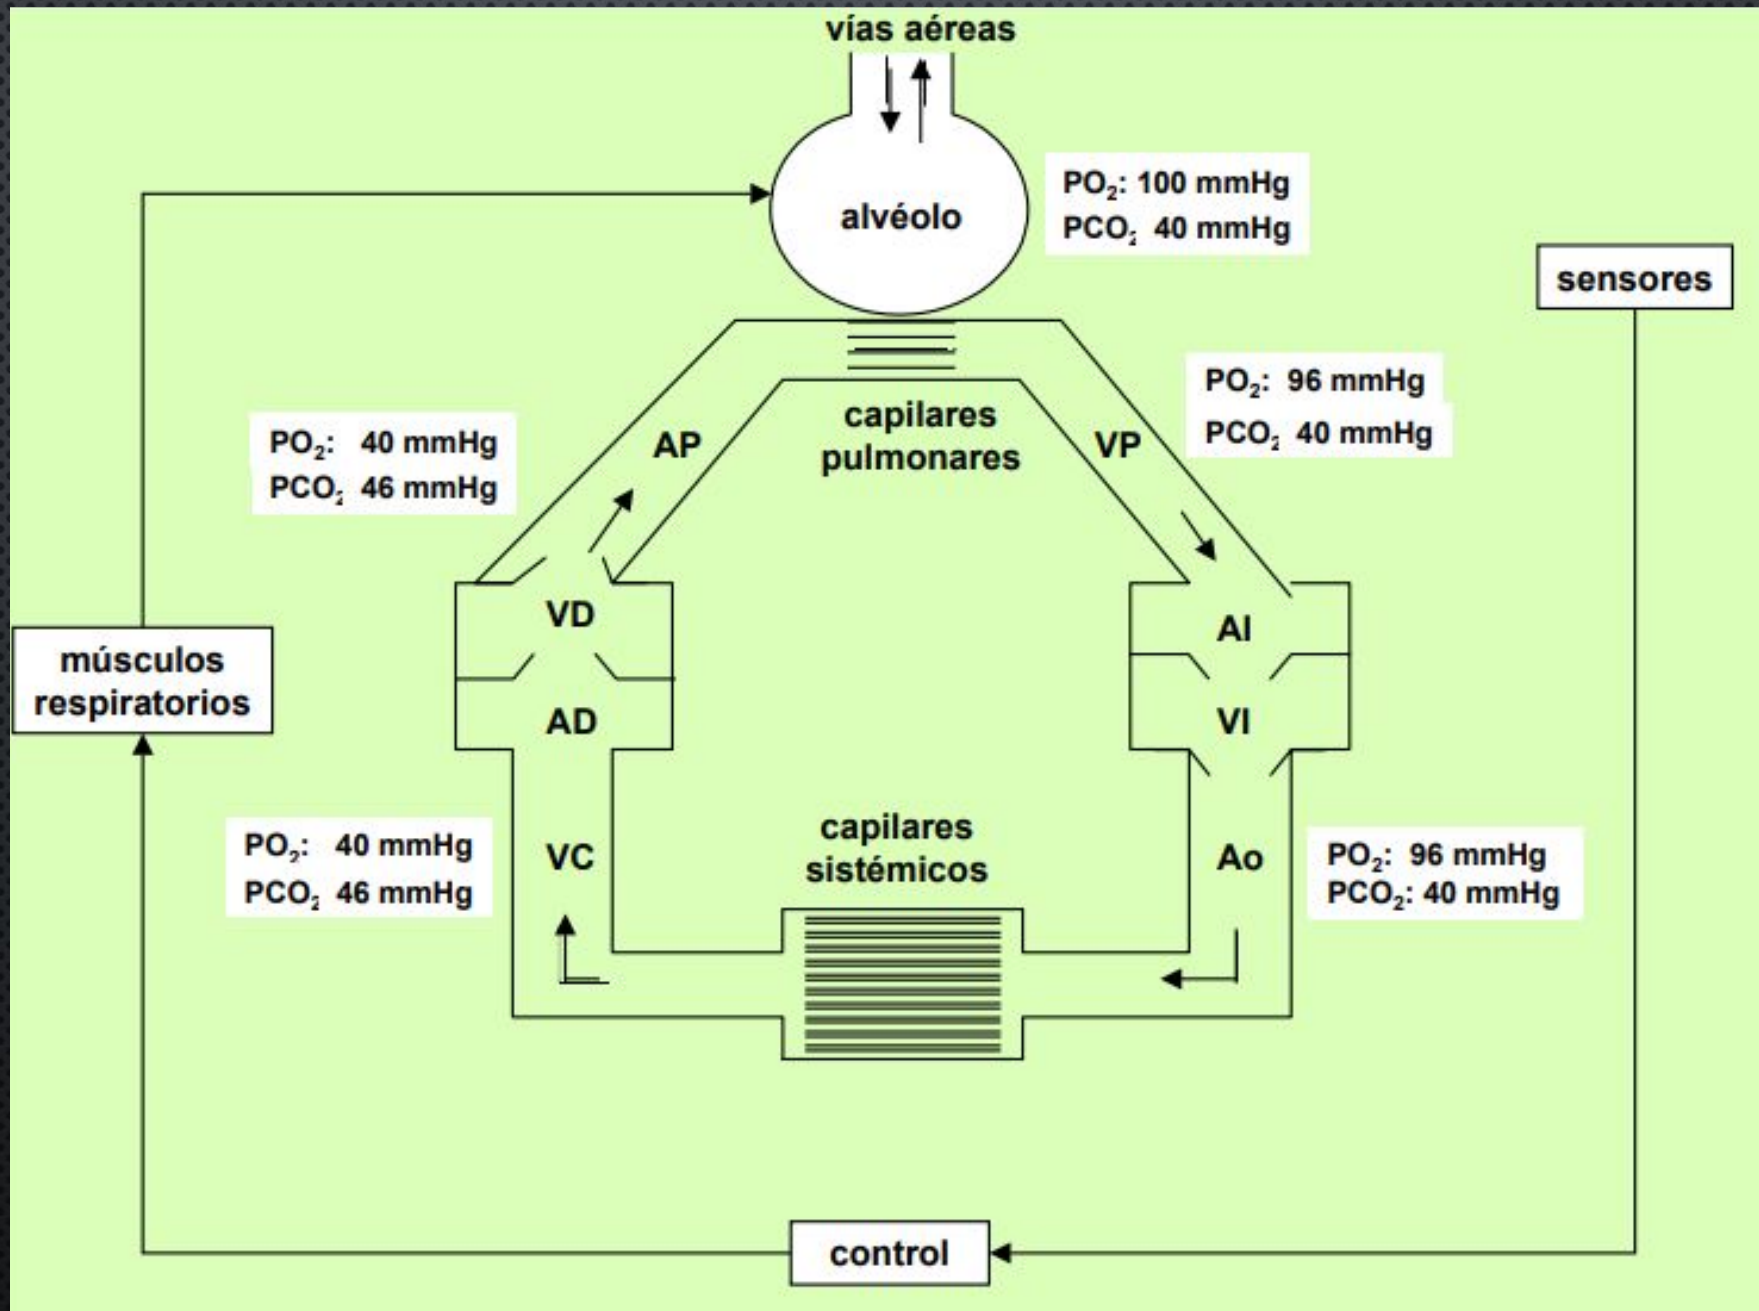 vías aéreas
alvéolo
PO₂: 100 mmHg
PCO₂ 40 mmHg
sensores
PO₂: 96 mmHg
PCO₂ 40 mmHg
capilares
pulmonares
AP
VP
PO₂: 40 mmHg
PCO₂ 46 mmHg
VD
AI
músculos
respiratorios
AD
VI
capilares
sistémicos
PO₂: 40 mmHg
PCO₂ 46 mmHg
VC
Ao
PO₂: 96 mmHg
PCO₂: 40 mmHg
control